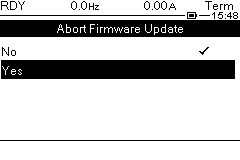 RDY 0.0Hz 0.00A Term
15:48
Abort Firmware Update
No
Yes